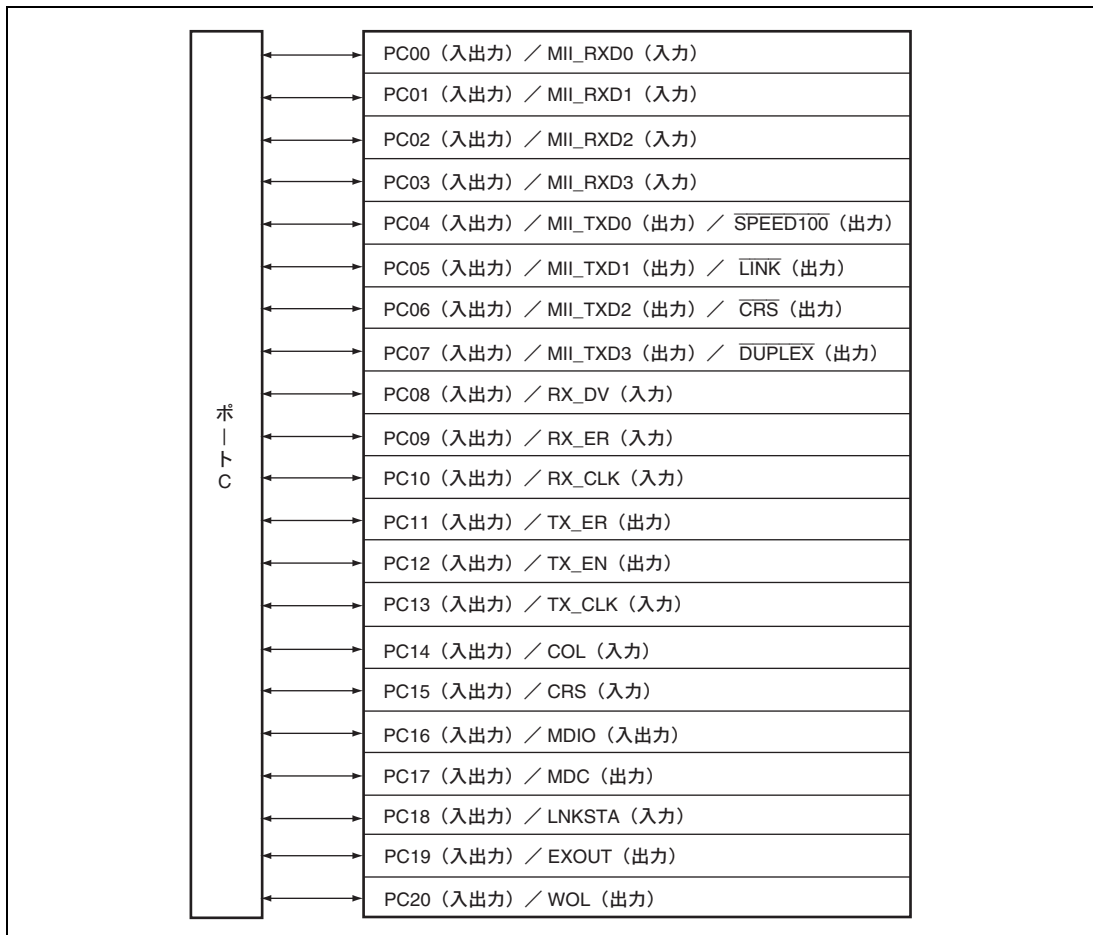 ポートC
PC00（入出力）／ MII_RXD0（入力）
PC01（入出力）／ MII_RXD1（入力）
PC02（入出力）／ MII_RXD2（入力）
PC03（入出力）／ MII_RXD3（入力）
PC04（入出力）／ MII_TXD0（出力）／ SPEED100（出力）
PC05（入出力）／ MII_TXD1（出力）／ LINK（出力）
PC06（入出力）／ MII_TXD2（出力）／ CRS（出力）
PC07（入出力）／ MII_TXD3（出力）／ DUPLEX（出力）
PC08（入出力）／ RX_DV（入力）
PC09（入出力）／ RX_ER（入力）
PC10（入出力）／ RX_CLK（入力）
PC11（入出力）／ TX_ER（出力）
PC12（入出力）／ TX_EN（出力）
PC13（入出力）／ TX_CLK（入力）
PC14（入出力）／ COL（入力）
PC15（入出力）／ CRS（入力）
PC16（入出力）／ MDIO（入出力）
PC17（入出力）／ MDC（出力）
PC18（入出力）／ LNKSTA（入力）
PC19（入出力）／ EXOUT（出力）
PC20（入出力）／ WOL（出力）